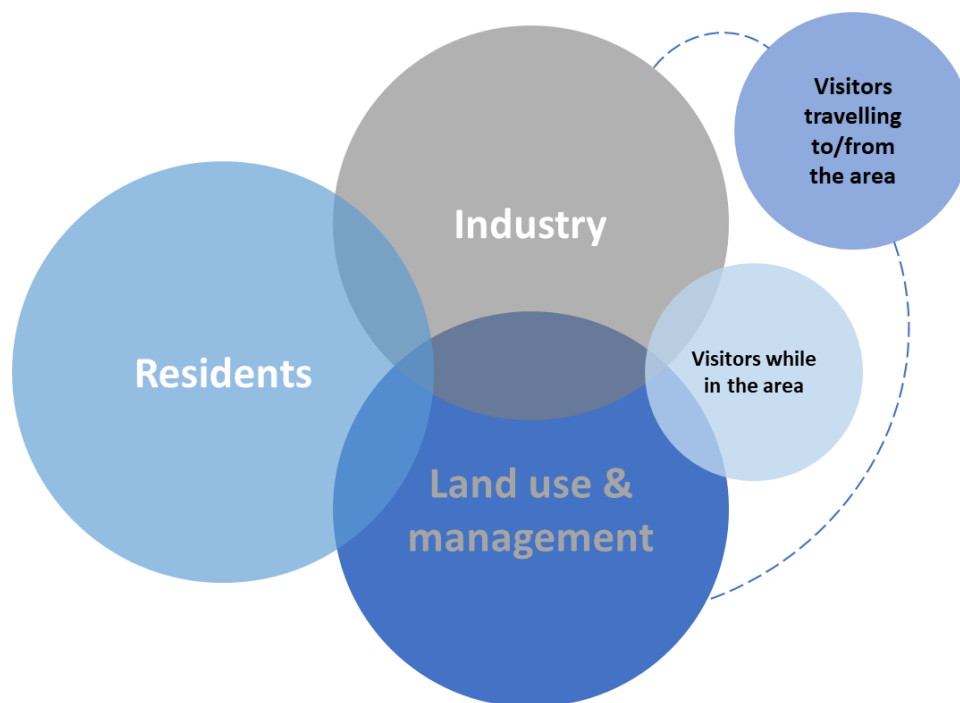 Visitors
travelling
to/from
the area
Industry
Visitors while
in the area
Residents
Land use &
management